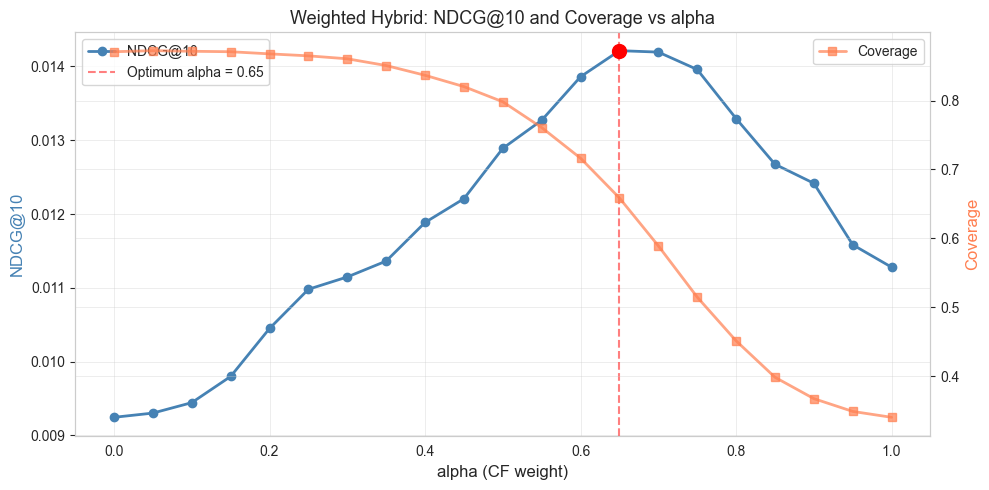 Weighted Hybrid: NDCG@10 and Coverage vs alpha
NDCG@10
Optimum alpha = 0.65
Coverage
0.014
0.013
0.012
0.011
0.010
0.009
NDCG@10
0.8
0.7
0.6
0.5
0.4
Coverage
0.0 0.2 0.4 0.6 0.8 1.0
alpha (CF weight)